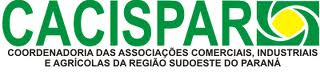 CACISPAR
COORDENADORIA DAS ASSOCIAÇÕES COMERCIAIS, INDUSTRIAIS
E AGRÍCOLAS DA REGIÃO SUDOESTE DO PARANÁ